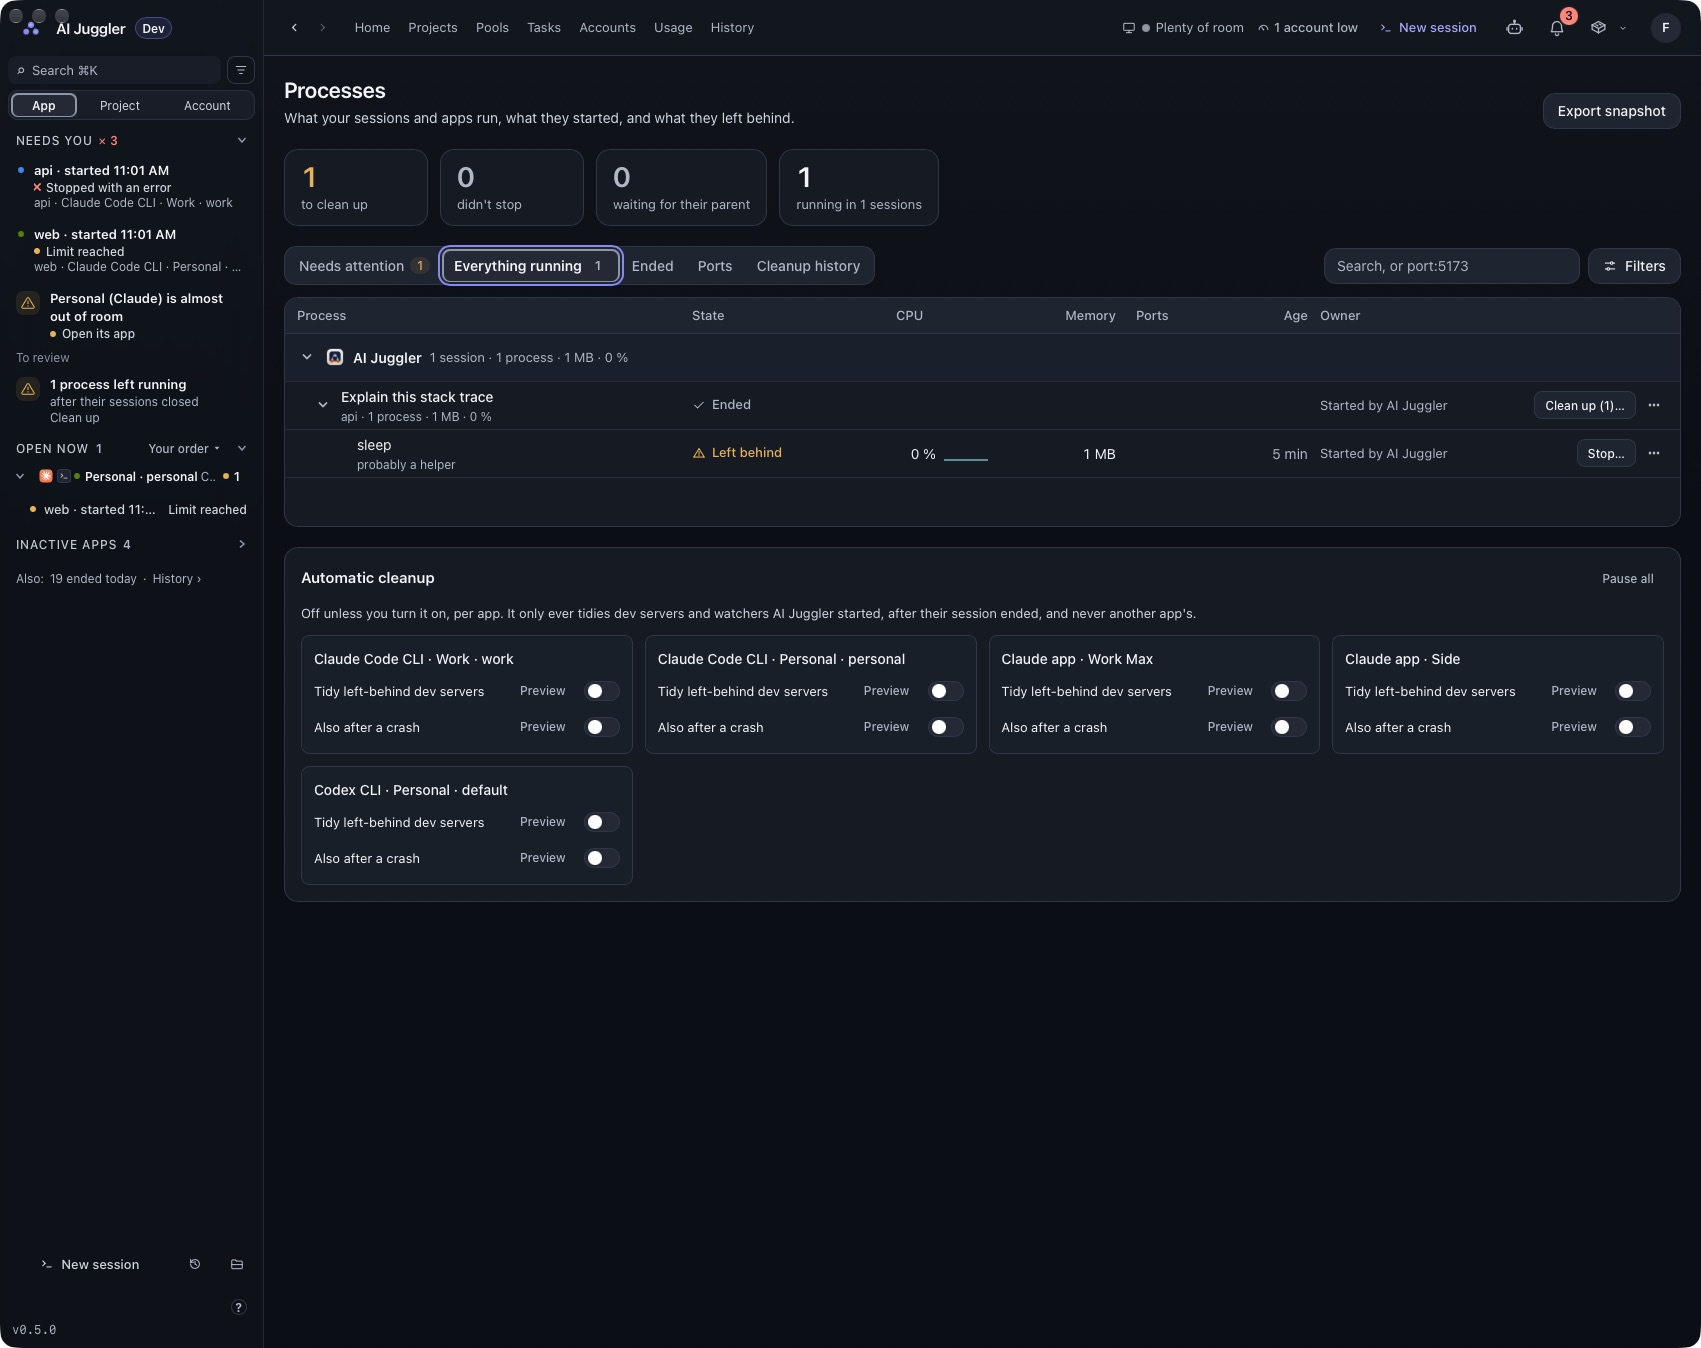 AI Juggler Dev
Search ⌘K
App Project Account
NEEDS YOU × 3
api · started 11:01 AM
Stopped with an error
api · Claude Code CLI · Work · work
web · started 11:01 AM
Limit reached
web · Claude Code CLI · Personal · ...
Personal (Claude) is almost
out of room
Open its app
To review
1 process left running
after their sessions closed
Clean up
OPEN NOW 1 Your order
Personal · personal C.. 1
web · started 11:... Limit reached
INACTIVE APPS 4
Also: 19 ended today · History ›
New session
?
v0.5.0
Home Projects Pools Tasks Accounts Usage History
Plenty of room 1 account low New session 3 F
Processes
What your sessions and apps run, what they started, and what they left behind.
Export snapshot
1 0 0 1
to clean up didn't stop waiting for their parent running in 1 sessions
Needs attention 1 Everything running 1 Ended Ports Cleanup history
Search, or port:5173 Filters
Process State CPU Memory Ports Age Owner
AI Juggler 1 session · 1 process · 1 MB · 0 %
Explain this stack trace
api · 1 process · 1 MB · 0 %
Ended Started by AI Juggler Clean up (1)... ...
sleep
probably a helper
Left behind 0 % 1 MB 5 min Started by AI Juggler Stop... ...
Automatic cleanup Pause all
Off unless you turn it on, per app. It only ever tidies dev servers and watchers AI Juggler started, after their session ended, and never another app's.
Claude Code CLI · Work · work
Tidy left-behind dev servers Preview
Also after a crash Preview
Claude Code CLI · Personal · personal
Tidy left-behind dev servers Preview
Also after a crash Preview
Claude app · Work Max
Tidy left-behind dev servers Preview
Also after a crash Preview
Claude app · Side
Tidy left-behind dev servers Preview
Also after a crash Preview
Codex CLI · Personal · default
Tidy left-behind dev servers Preview
Also after a crash Preview